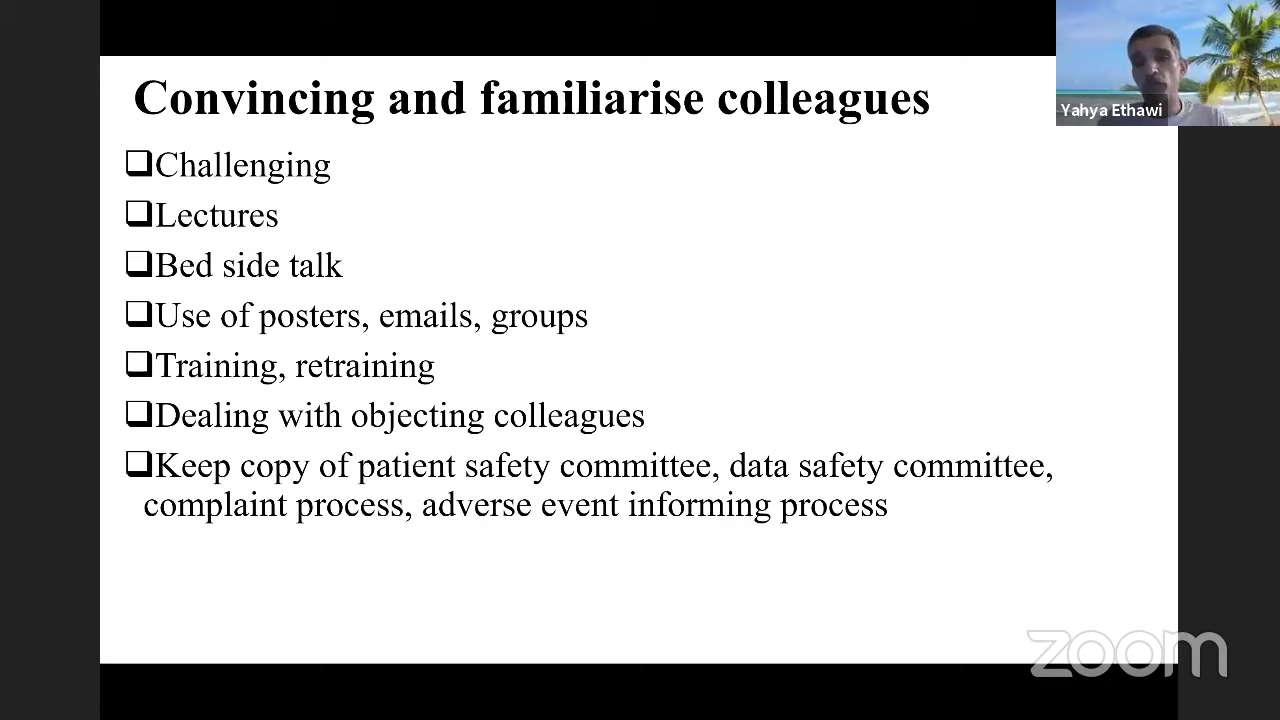 Convincing and familiarise colleagues
Yahya Ethawi
❑Challenging
❑Lectures
❑Bed side talk
❑Use of posters, emails, groups
❑Training, retraining
❑Dealing with objecting colleagues
❑Keep copy of patient safety committee, data safety committee,
complaint process, adverse event informing process
zoom